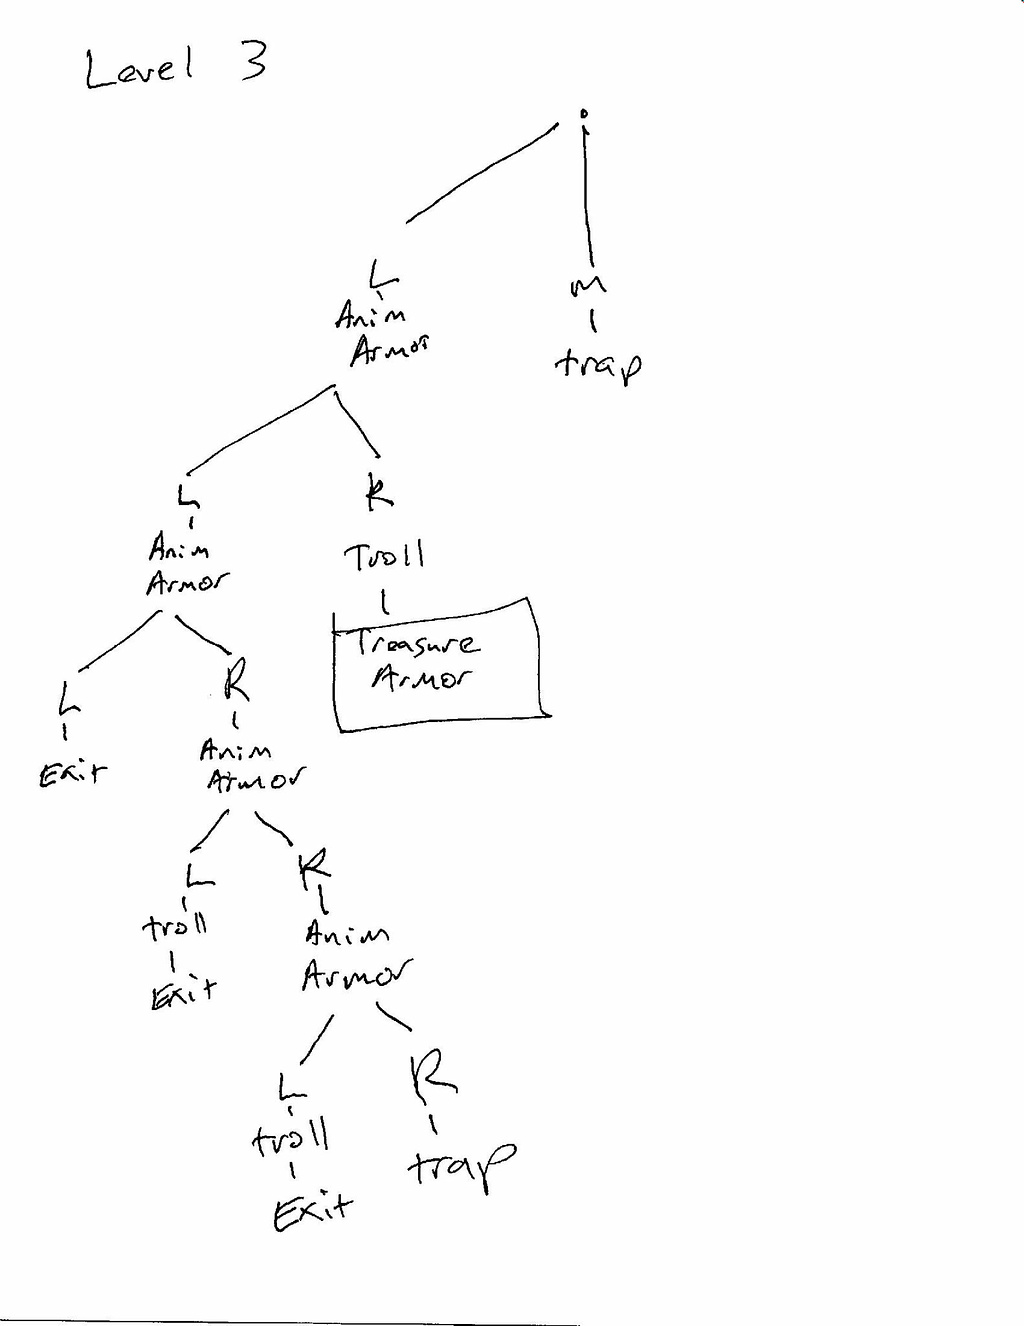 Level 3
L
m
Anim
Armor
trap
L
R
Anim
Armor
Troll
Treasure
Armor
L
R
Exit
Anim
Armor
L
R
troll
Exit
Anim
Armor
L
R
troll
trap
Exit